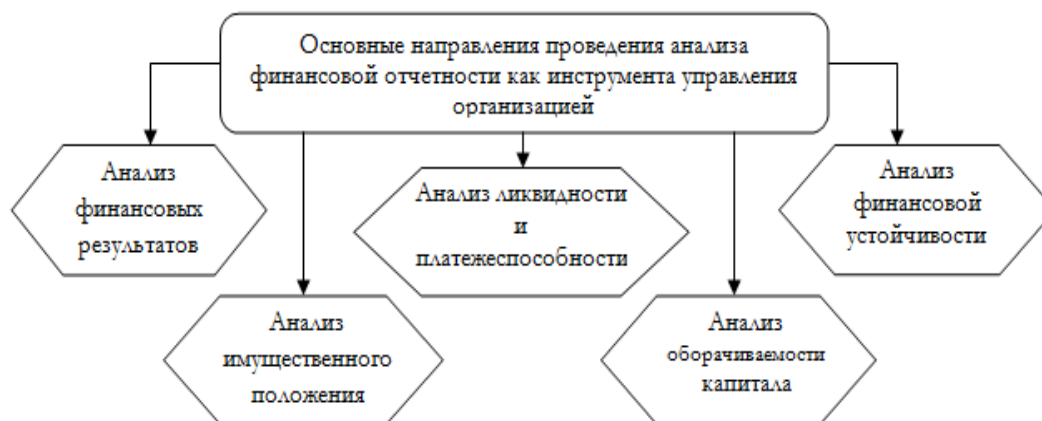 Основные направления проведения анализа
финансовой отчетности как инструмента управления
организацией
Анализ
финансовых
результатов
Анализ ликвидности
и
платежеспособности
Анализ
финансовой
устойчивости
Анализ
имущественного
положения
Анализ
оборачиваемости
капитала